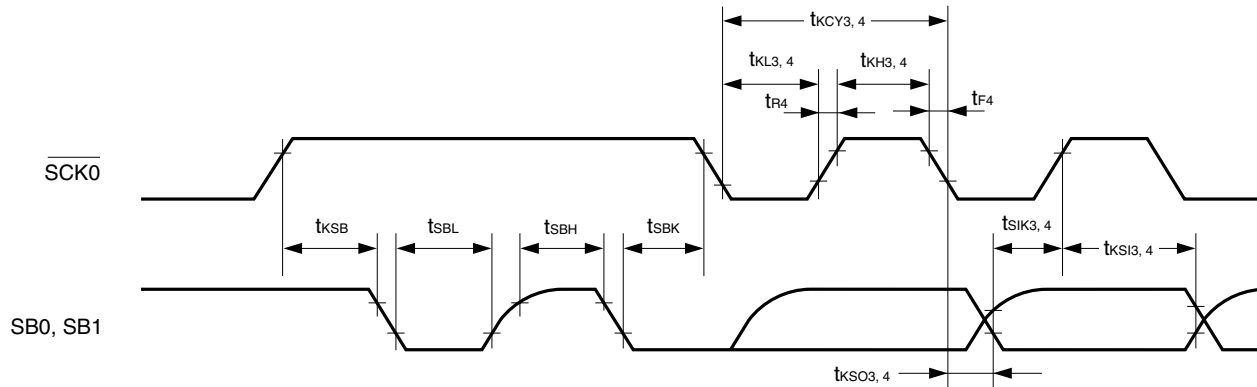 tKCY3, 4
tKL3, 4
tKH3, 4
tR4
tF4
SCK0
tKSB
tSBL
tSBH
tSBK
tSIK3, 4
tKSI3, 4
SB0, SB1
tKSO3, 4